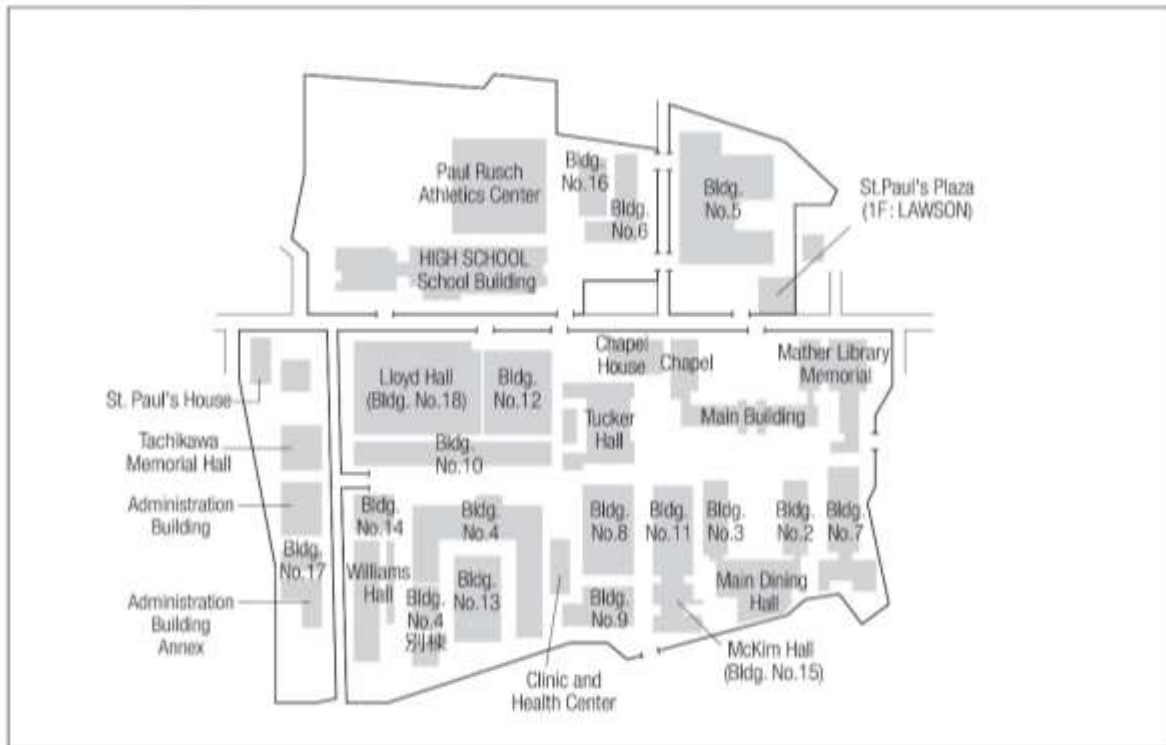 Paul Rusch
Athletics Center
Bldg.
No.16
Bldg.
No.6
Bldg.
No.5
St.Paul's Plaza
(1F: LAWSON)
HIGH SCHOOL
School Building
Chapel
House
Chapel
Mather Library
Memorial
Lloyd Hall
(Bldg. No.18)
Bldg.
No.12
St. Paul's House
Tucker
Hall
Main Building
Tachikawa
Memorial Hall
Bldg.
No.10
Administration
Building
Bldg.
No.14
Bldg.
No.4
Bldg.
No.8
Bldg.
No.11
Bldg.
No.3
Bldg.
No.2
Bldg.
No.7
Bldg.
No.17
Williams
Hall
Bldg.
No.13
Main Dining
Hall
Administration
Building
Annex
Bldg.
No.4
別棟
Bldg.
No.9
McKim Hall
(Bldg. No.15)
Clinic and
Health Center